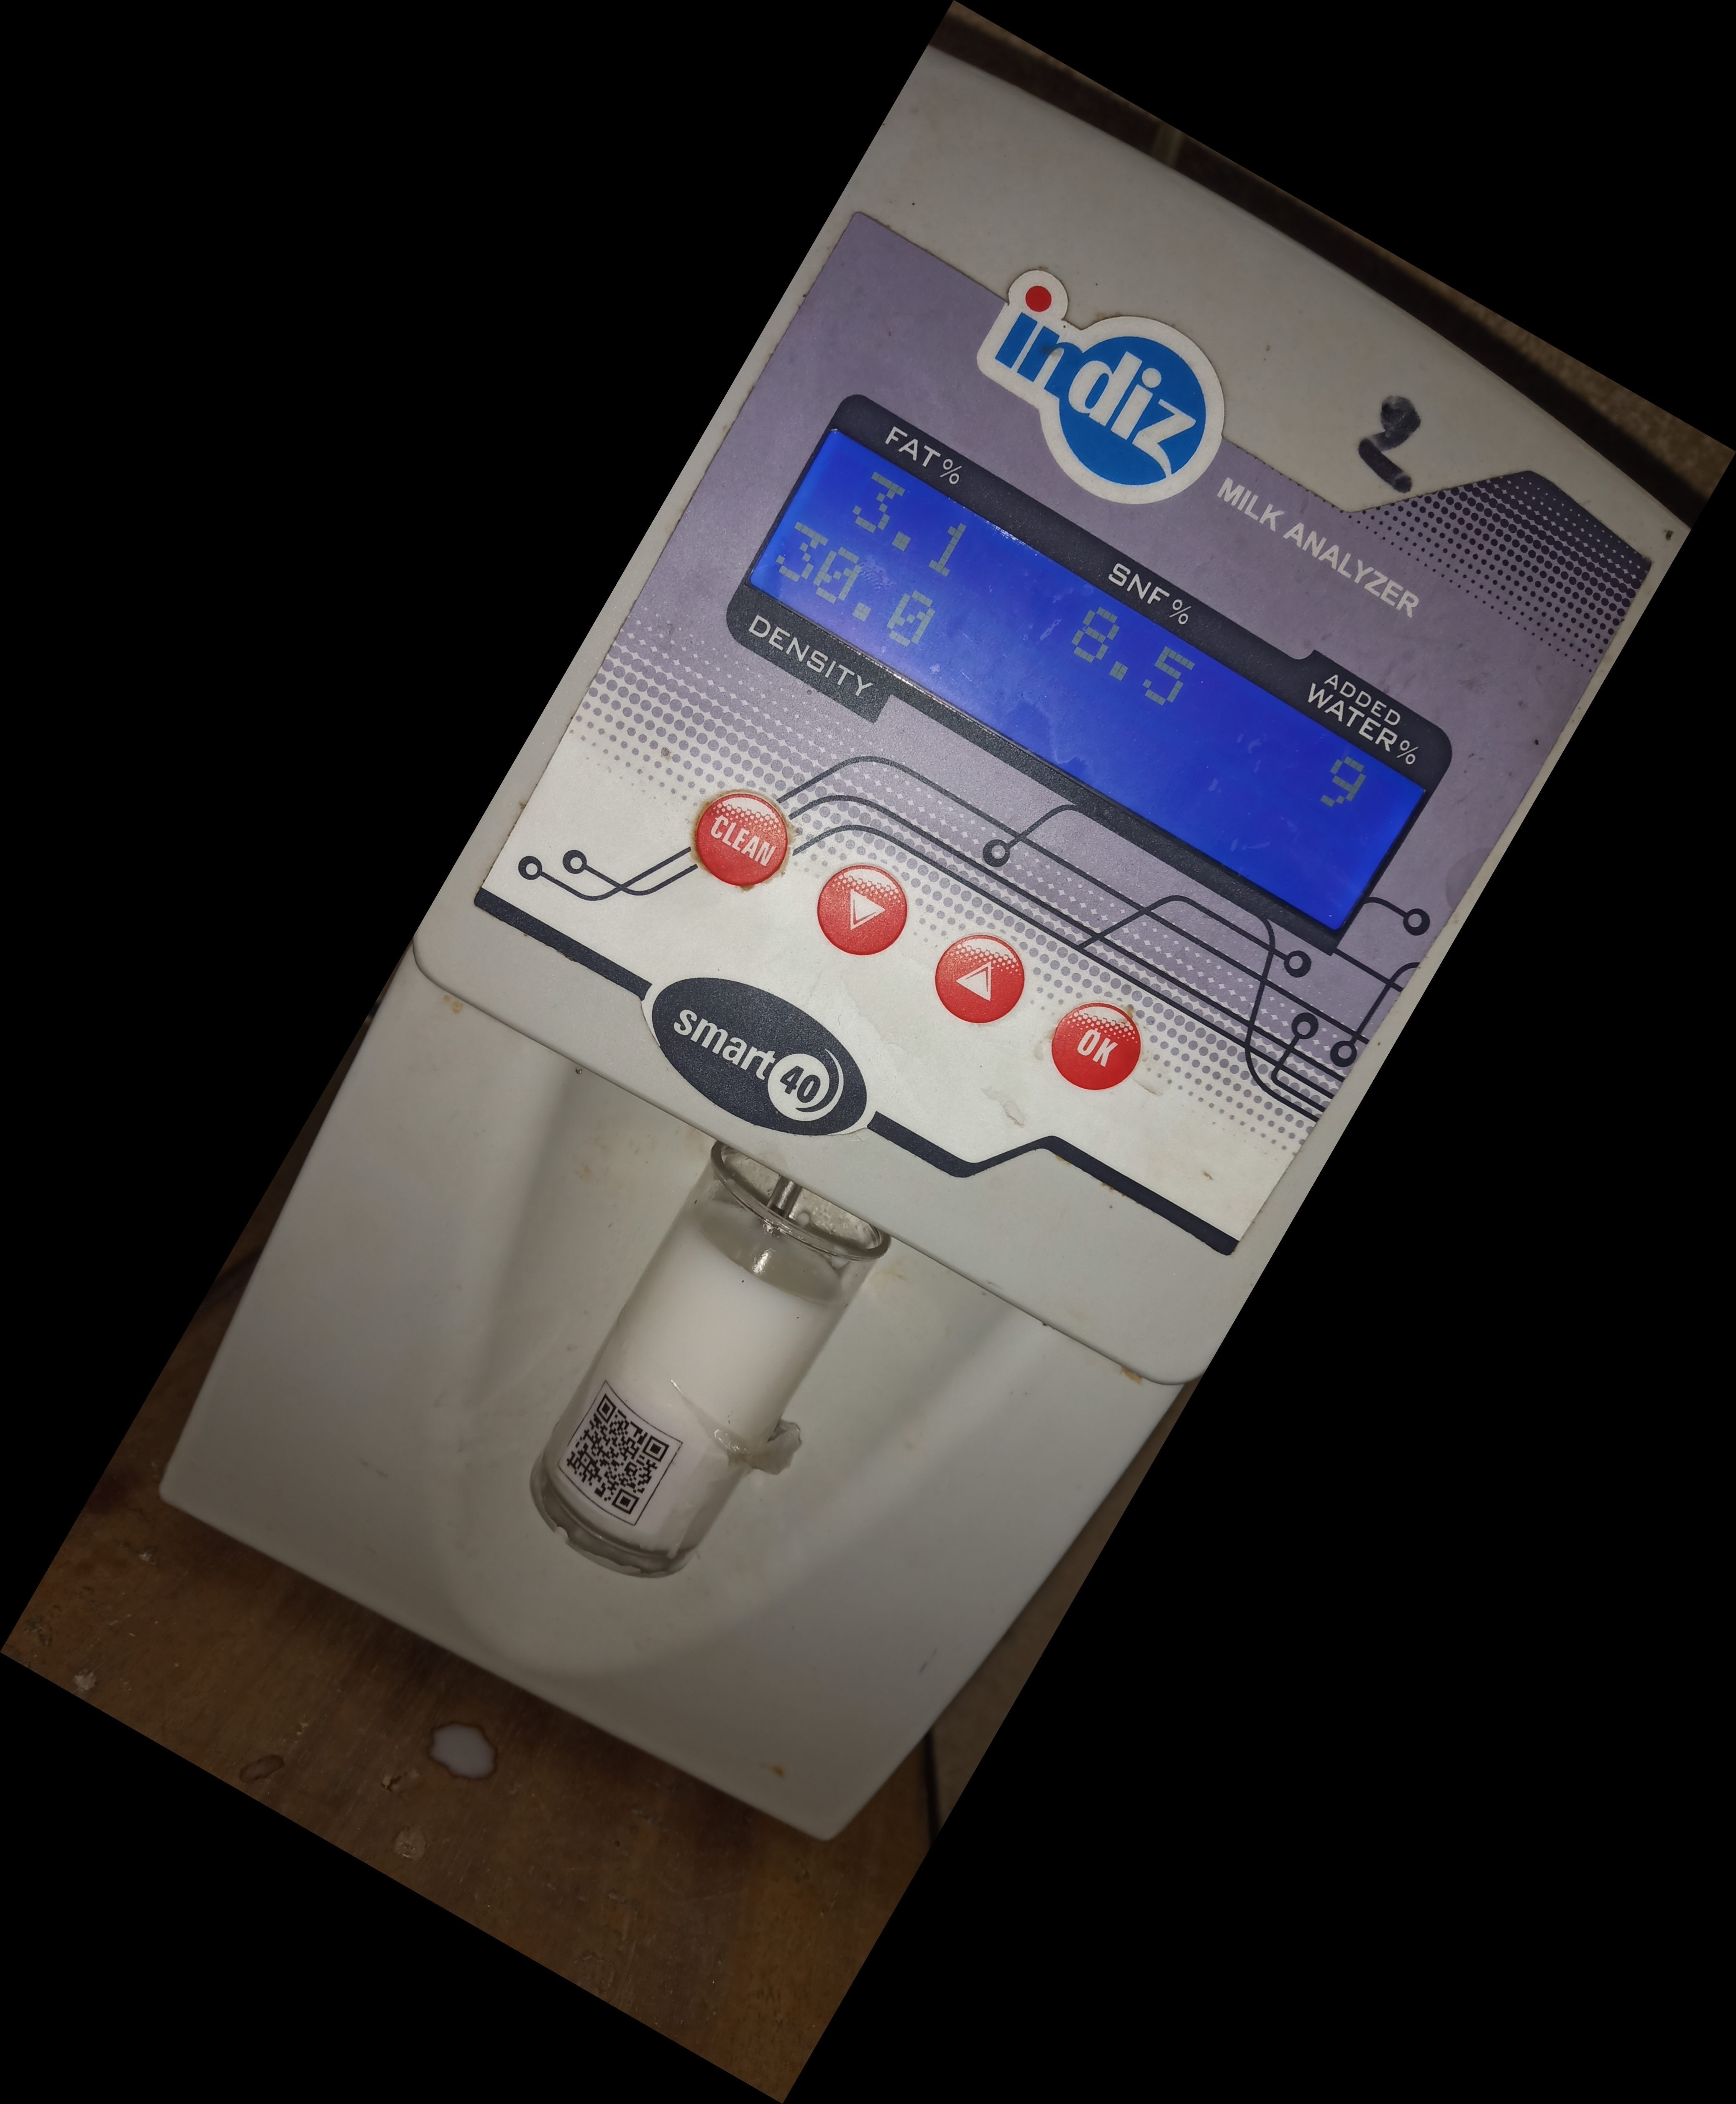 indiz
2
MILK ANALYZER
FAT%
SNF%
ADDED
WATER%
3.1 8.5 9
30.0
DENSITY
CLEAN
OK
smart 40